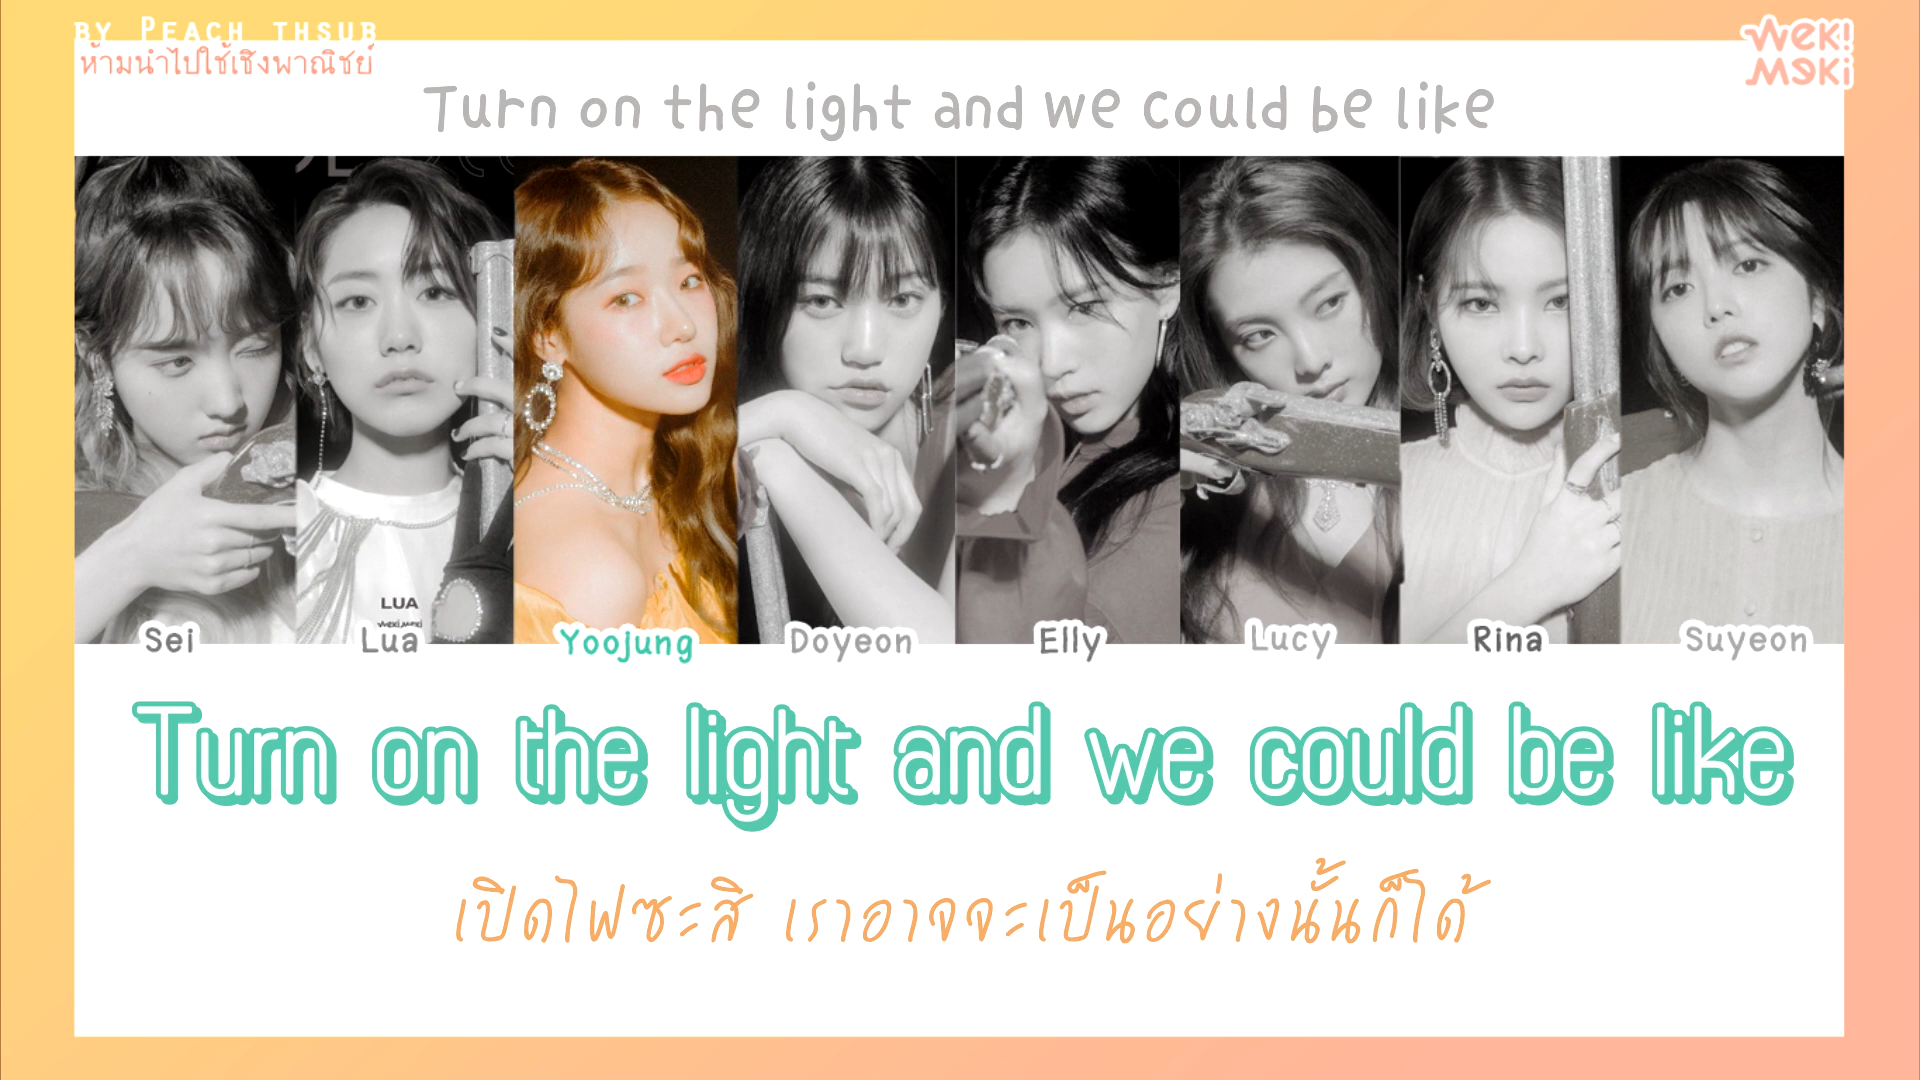 BY PEACH THSUB
ห้ามนำไปใช้เชิงพาณิชย์
WEKI
MEKI
Turn on the light and we could be like
LUA
weki meki
Sei
Lua
Yoojung
Doyeon
Elly
Lucy
Rina
Suyeon
Turn on the light and we could be like
เปิดไฟซะสิ เราอาจจะเป็นอย่างนั้นก็ได้